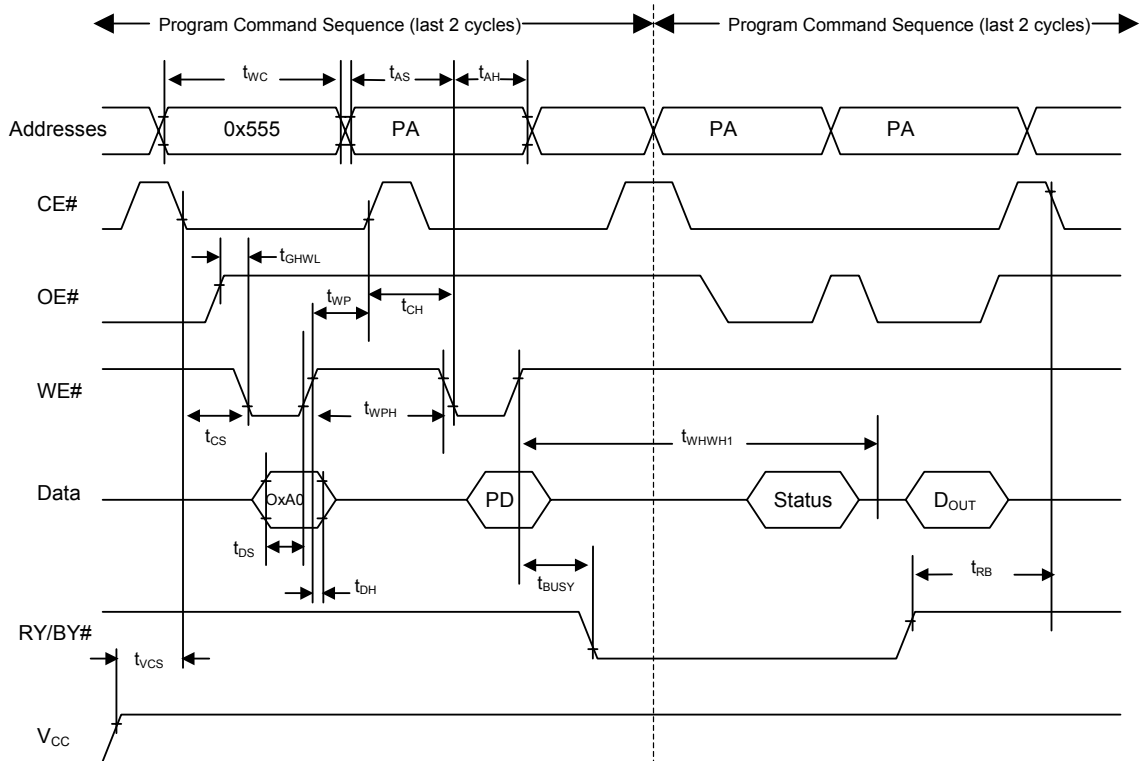 Program Command Sequence (last 2 cycles) Program Command Sequence (last 2 cycles)
tWC tAS tAH
Addresses 0x555 PA PA PA
CE#
tGHWL
OE# tWP tCH
WE#
tCS tWPH tWHWH1
Data OxA0 PD Status DOUT
tDS tDH tBUSY tRB
RY/BY#
tVCS
VCC